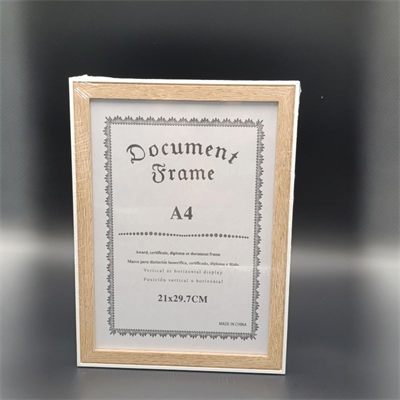 Document
Frame
A4
Award, certificate, diploma or document frame
Marco para distinción honorífica, certificado, diploma o título
Vertical or horizontal display
Posición vertical o horizontal
21x29.7CM
MADE IN CHINA